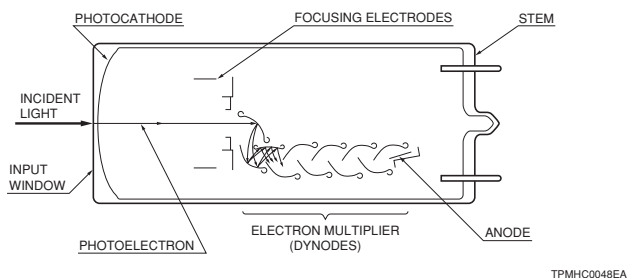 PHOTOCATHODE
FOCUSING ELECTRODES
STEM
INCIDENT
LIGHT
INPUT
WINDOW
PHOTOELECTRON
ELECTRON MULTIPLIER
(DYNODES)
ANODE
TPMHC0048EA